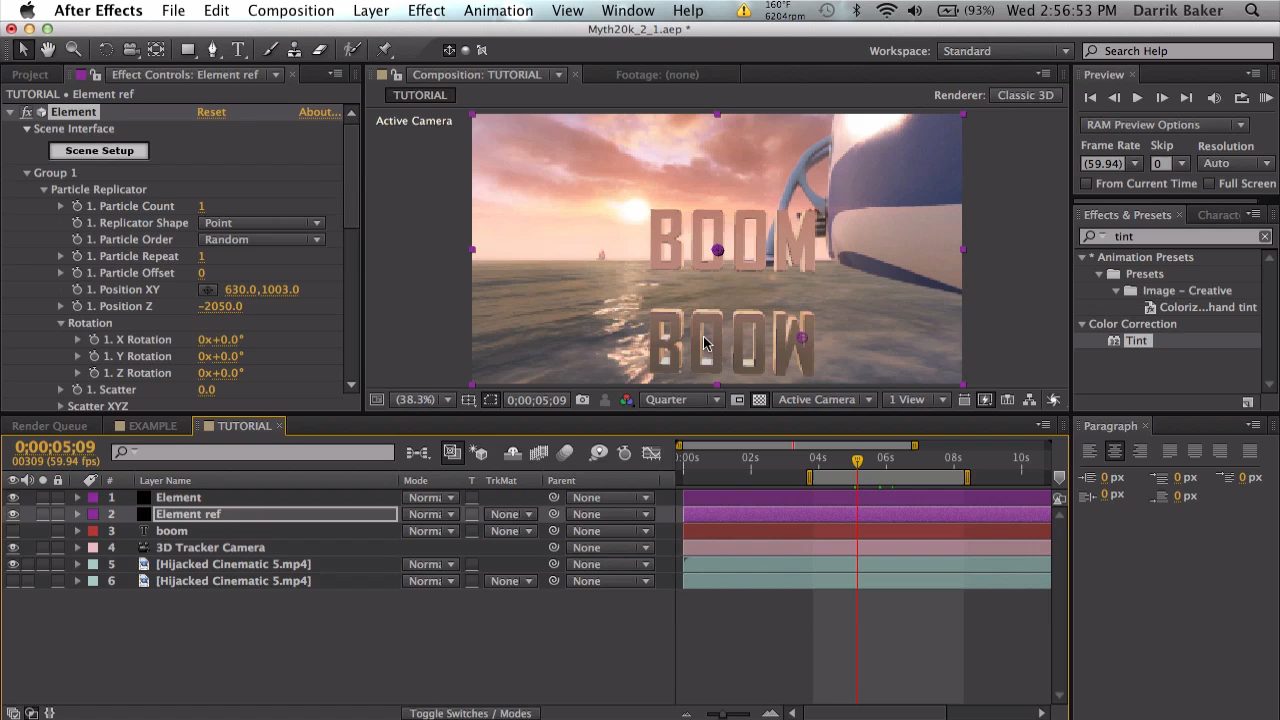 After Effects File Edit Composition Layer Effect Animation View Window Help 160°F 6204rpm (93%) Wed 2:56:53 PM Darrik Baker
Myth20k_2_1.aep *
Workspace: Standard Search Help
Project Effect Controls: Element ref Composition: TUTORIAL Footage: (none) Preview
TUTORIAL • Element ref TUTORIAL Renderer: Classic 3D
fx Element Reset About...
Scene Interface
Scene Setup
Group 1
Particle Replicator
1. Particle Count 1
1. Replicator Shape Point
1. Particle Order Random
1. Particle Repeat 1
1. Particle Offset 0
1. Position XY 630.0,1003.0
1. Position Z -2050.0
Rotation
1. X Rotation 0x+0.0°
1. Y Rotation 0x+0.0°
1. Z Rotation 0x+0.0°
1. Scatter 0.0
Scatter XYZ
Active Camera
BOOM
BOOM
(38.3%) 0;00;05;09 Quarter Active Camera 1 View
RAM Preview Options
Frame Rate Skip Resolution
(59.94) 0 Auto
From Current Time Full Screen
Effects & Presets Charact
tint
* Animation Presets
Presets
Image - Creative
Coloriz...hand tint
Color Correction
Tint
Render Queue EXAMPLE TUTORIAL
0;00;05;09
00309 (59.94 fps)
):00s 02s 04s 06s 08s 10s
# Layer Name Mode T TrkMat Parent
1 Element Norma None
2 Element ref Norma None None
3 T boom Norma None None
4 3D Tracker Camera None
5 [Hijacked Cinematic 5.mp4] Norma None
6 [Hijacked Cinematic 5.mp4] Norma None None
Toggle Switches / Modes
Paragraph
0 px 0 px 0 px
0 px 0 px